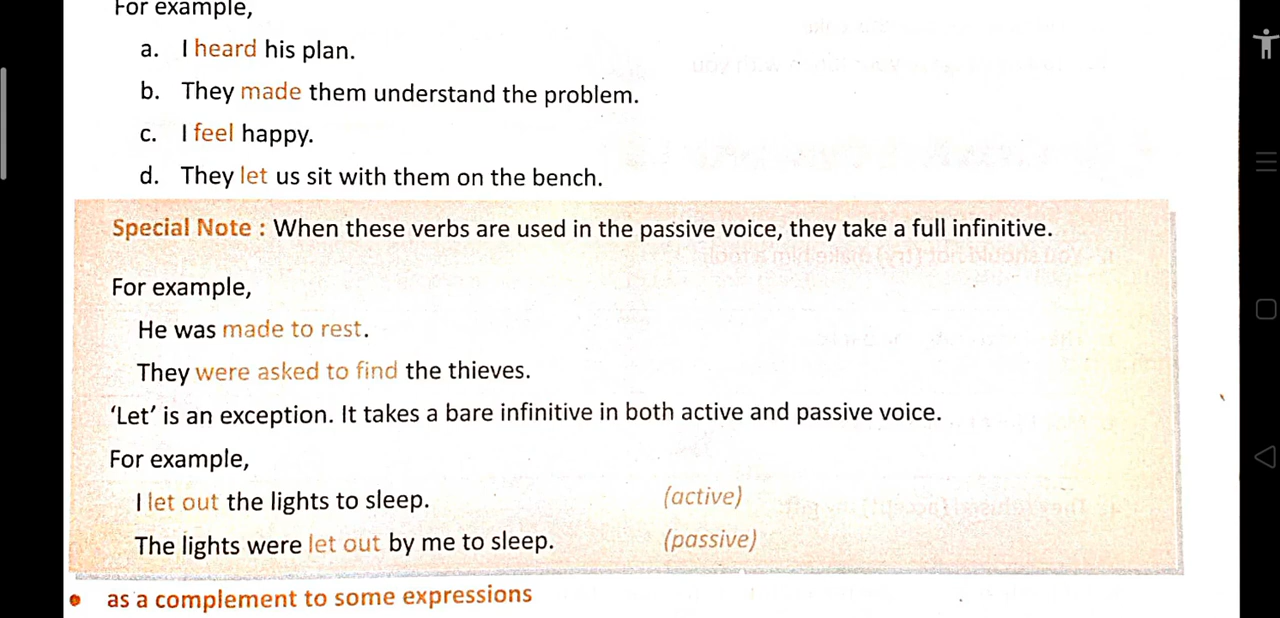 For example,
a. I heard his plan.
b. They made them understand the problem.
c. I feel happy.
d. They let us sit with them on the bench.
Special Note : When these verbs are used in the passive voice, they take a full infinitive.
For example,
He was made to rest.
They were asked to find the thieves.
‘Let’ is an exception. It takes a bare infinitive in both active and passive voice.
For example,
I let out the lights to sleep. (active)
The lights were let out by me to sleep. (passive)
• as a complement to some expressions